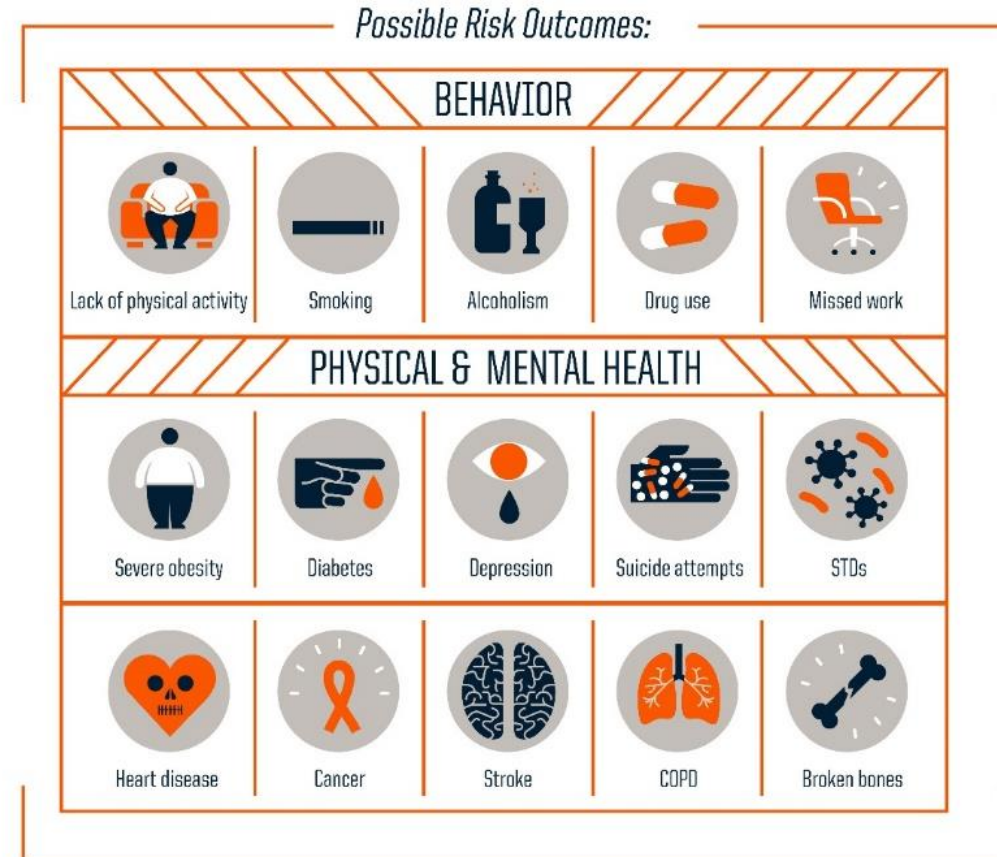 Possible Risk Outcomes:
BEHAVIOR
Lack of physical activity
Smoking
Alcoholism
Drug use
Missed work
PHYSICAL & MENTAL HEALTH
Severe obesity
Diabetes
Depression
Suicide attempts
STDs
Heart disease
Cancer
Stroke
COPD
Broken bones